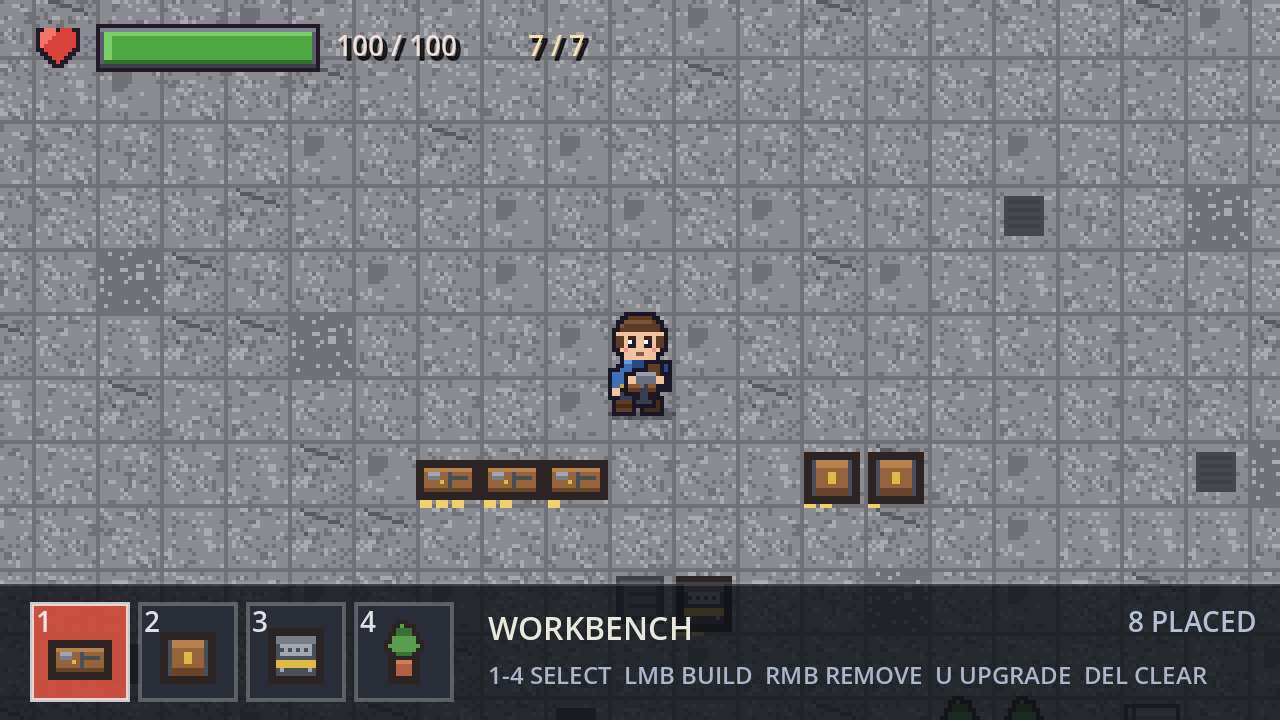 100 / 100 7 / 7
1 2 3 4
WORKBENCH
8 PLACED
1-4 SELECT LMB BUILD RMB REMOVE U UPGRADE DEL CLEAR